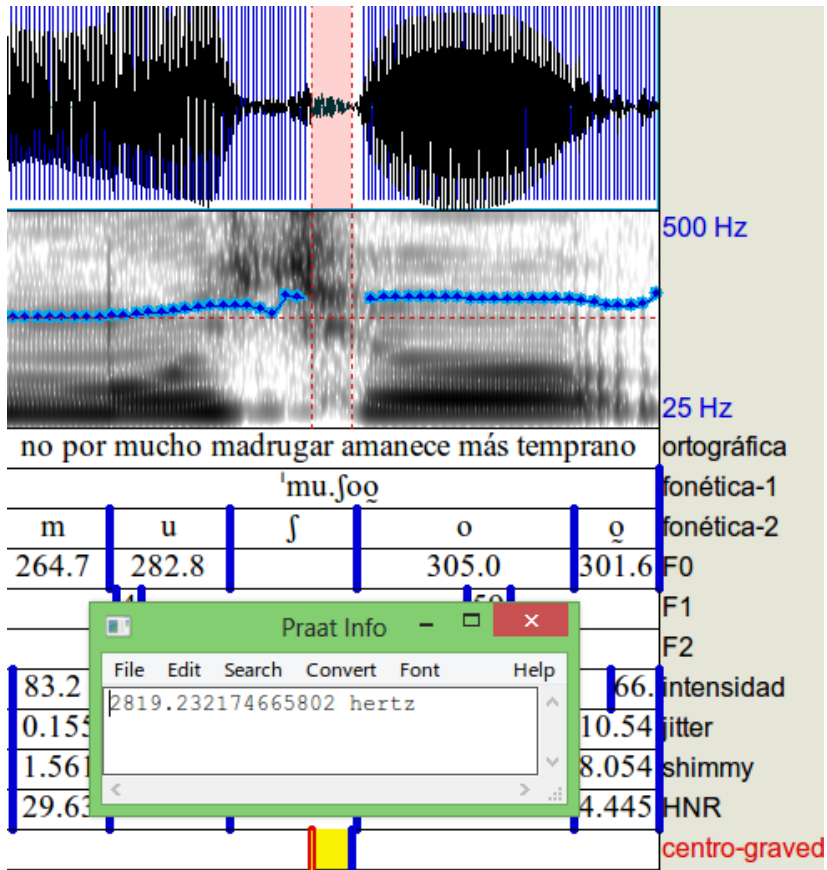 500 Hz
25 Hz
no por mucho madrugar amanece más temprano ortográfica
ˈmu.ʃoo̰ fonética-1
m u ʃ o o̰ fonética-2
264.7 282.8 305.0 301.6 F0
F1
F2
Praat Info
File Edit Search Convert Font Help
2819.232174665802 hertz
83.2 66. intensidad
0.155 10.54 jitter
1.561 8.054 shimmy
29.63 4.445 HNR
centro-graved